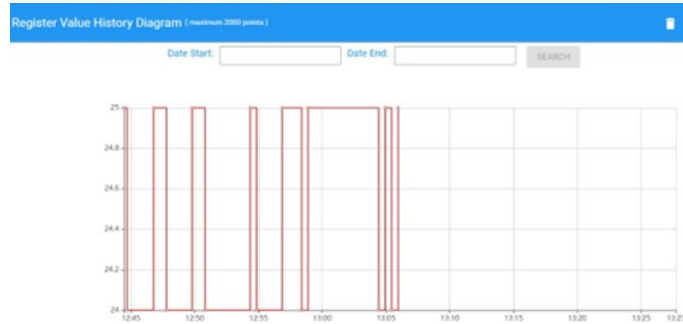 Register Value History Diagram ( maximum 2000 points )
Date Start: Date End: SEARCH
25
24.8
24.6
24.4
24.2
24
12:45 12:50 12:55 13:00 13:05 13:10 13:15 13:20 13:25